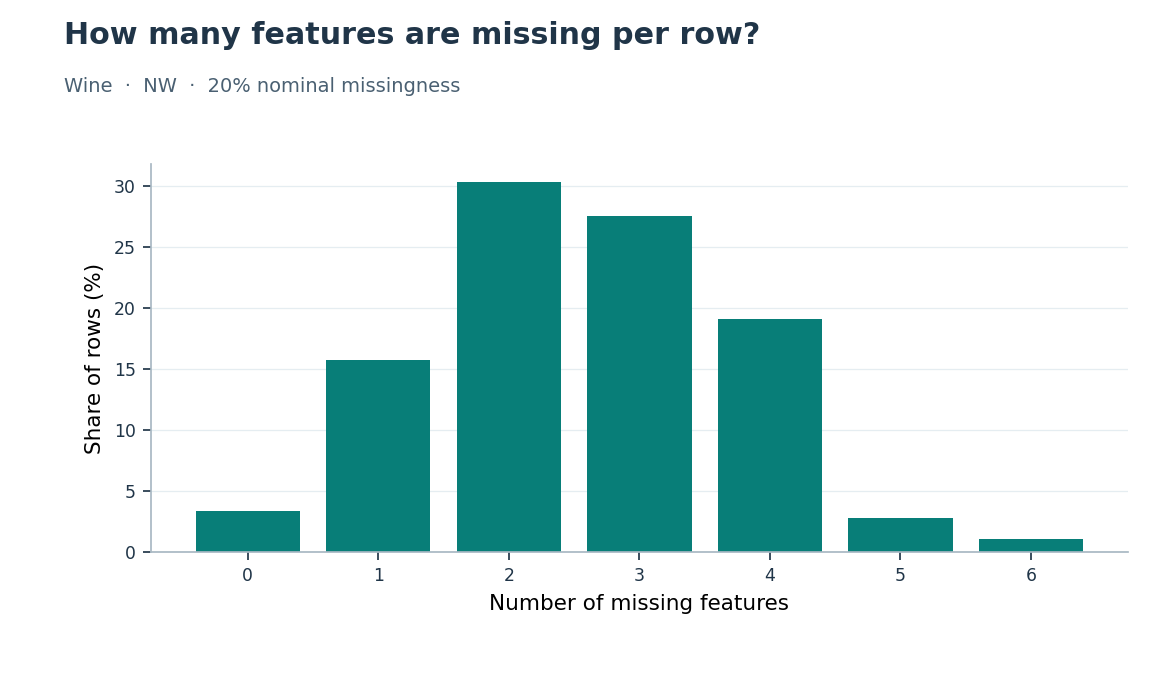 How many features are missing per row?
Wine · NW · 20% nominal missingness
Share of rows (%)
30
25
20
15
10
5
0
0 1 2 3 4 5 6
Number of missing features